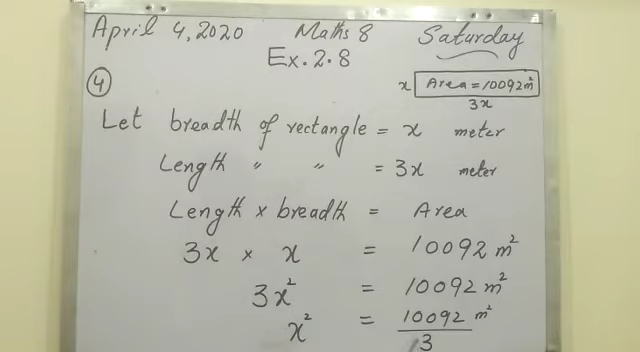 April 4, 2020 Maths 8 Saturday
Ex. 2.8
④ x Area = 10092 m²
3x
Let breadth of rectangle = x meter
Length " " = 3x meter
Length × breadth = Area
3x × x = 10092 m²
3x² = 10092 m²
x² = 10092 m²
3